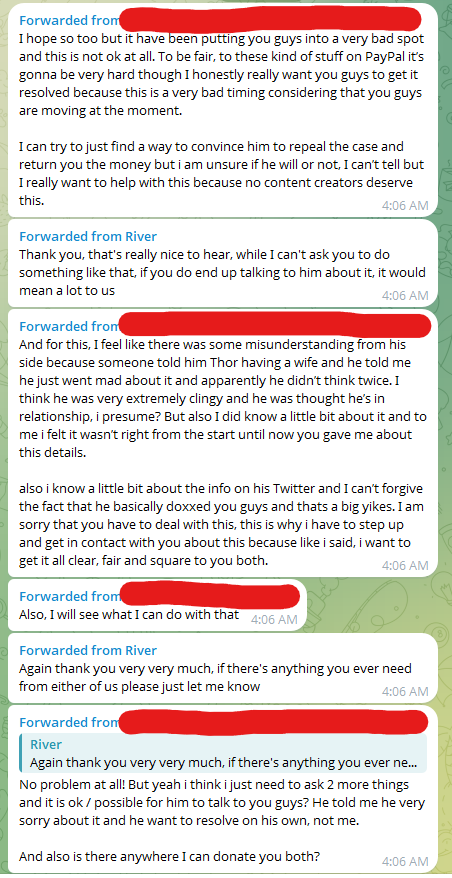 Forwarded from
I hope so too but it have been putting you guys into a very bad spot
and this is not ok at all. To be fair, to these kind of stuff on PayPal it's
gonna be very hard though I honestly really want you guys to get it
resolved because this is a very bad timing considering that you guys
are moving at the moment.
I can try to just find a way to convince him to repeal the case and
return you the money but i am unsure if he will or not, I can't tell but
I really want to help with this because no content creators deserve
this.
4:06 AM
Forwarded from River
Thank you, that's really nice to hear, while I can't ask you to do
something like that, if you do end up talking to him about it, it would
mean a lot to us
4:06 AM
Forwarded from
And for this, I feel like there was some misunderstanding from his
side because someone told him Thor having a wife and he told me
he just went mad about it and apparently he didn't think twice. I
think he was very extremely clingy and he was thought he's in
relationship, i presume? But also I did know a little bit about it and to
me i felt it wasn't right from the start until now you gave me about
this details.
also i know a little bit about the info on his Twitter and I can't forgive
the fact that he basically doxxed you guys and thats a big yikes. I am
sorry that you have to deal with this, this is why i have to step up
and get in contact with you about this because like i said, i want to
get it all clear, fair and square to you both.
4:06 AM
Forwarded from
Also, I will see what I can do with that
4:06 AM
Forwarded from River
Again thank you very very much, if there's anything you ever need
from either of us please just let me know
4:06 AM
Forwarded from
River
Again thank you very very much, if there's anything you ever ne...
No problem at all! But yeah i think i just need to ask 2 more things
and it is ok / possible for him to talk to you guys? He told me he very
sorry about it and he want to resolve on his own, not me.
And also is there anywhere I can donate you both?
4:06 AM